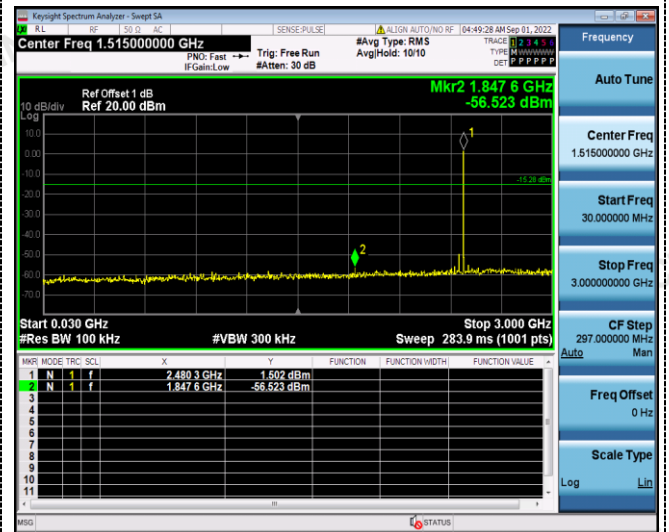 Keysight Spectrum Analyzer - Swept SA
RL RF 50 Ω AC SENSE:PULSE ALIGN AUTO/NO RF 04:49:28 AM Sep 01, 2022
Center Freq 1.515000000 GHz
PNO: Fast
IFGain:Low
Trig: Free Run
#Atten: 30 dB
#Avg Type: RMS
Avg|Hold: 10/10
TRACE 1 2 3 4 5 6
TYPE MWWWWW
DET P P P P P P
Mkr2 1.847 6 GHz
-56.523 dBm
Ref Offset 1 dB
10 dB/div Ref 20.00 dBm
Log
10.0
0.00
-10.0
-20.0
-30.0
-40.0
-50.0
-60.0
-70.0
1
-15.28 dBm
2
Start 0.030 GHz Stop 3.000 GHz
#Res BW 100 kHz #VBW 300 kHz Sweep 283.9 ms (1001 pts)
MKR MODE TRC SCL X Y FUNCTION FUNCTION WIDTH FUNCTION VALUE
1 N 1 f 2.480 3 GHz 1.502 dBm
2 N 1 f 1.847 6 GHz -56.523 dBm
3
4
5
6
7
8
9
10
11
MSG STATUS
Frequency
Auto Tune
Center Freq
1.515000000 GHz
Start Freq
30.000000 MHz
Stop Freq
3.000000000 GHz
CF Step
297.000000 MHz
Auto Man
Freq Offset
0 Hz
Scale Type
Log Lin